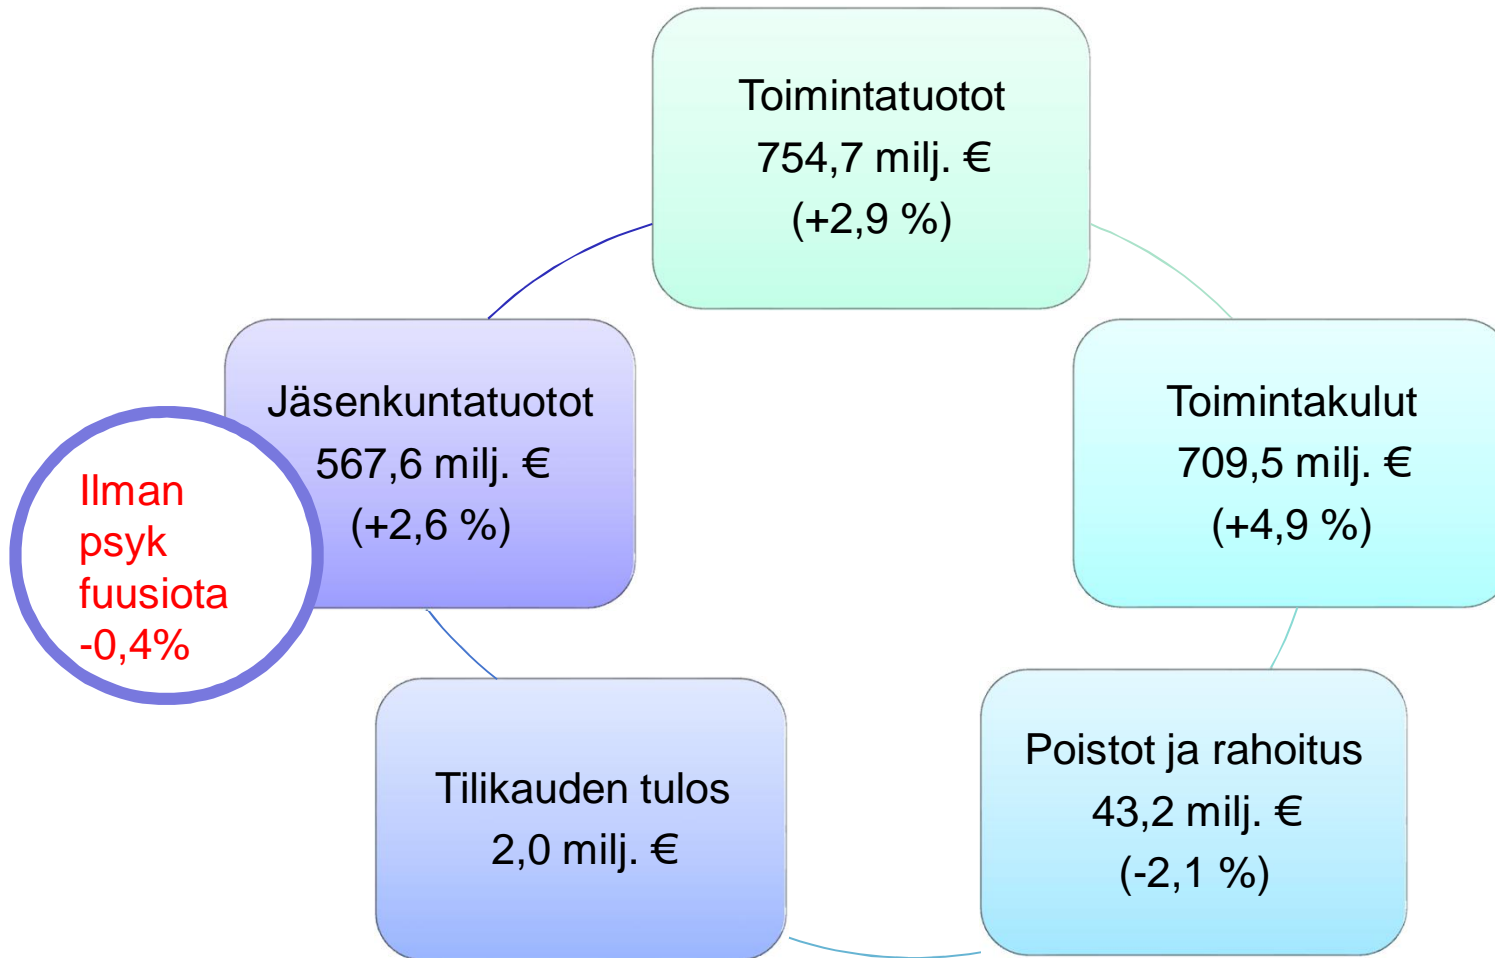 Toimintatuotot
754,7 milj. €
(+2,9 %)
Jäsenkuntatuotot
567,6 milj. €
(+2,6 %)
Ilman
psyk
fuusiota
-0,4%
Toimintakulut
709,5 milj. €
(+4,9 %)
Tilikauden tulos
2,0 milj. €
Poistot ja rahoitus
43,2 milj. €
(-2,1 %)